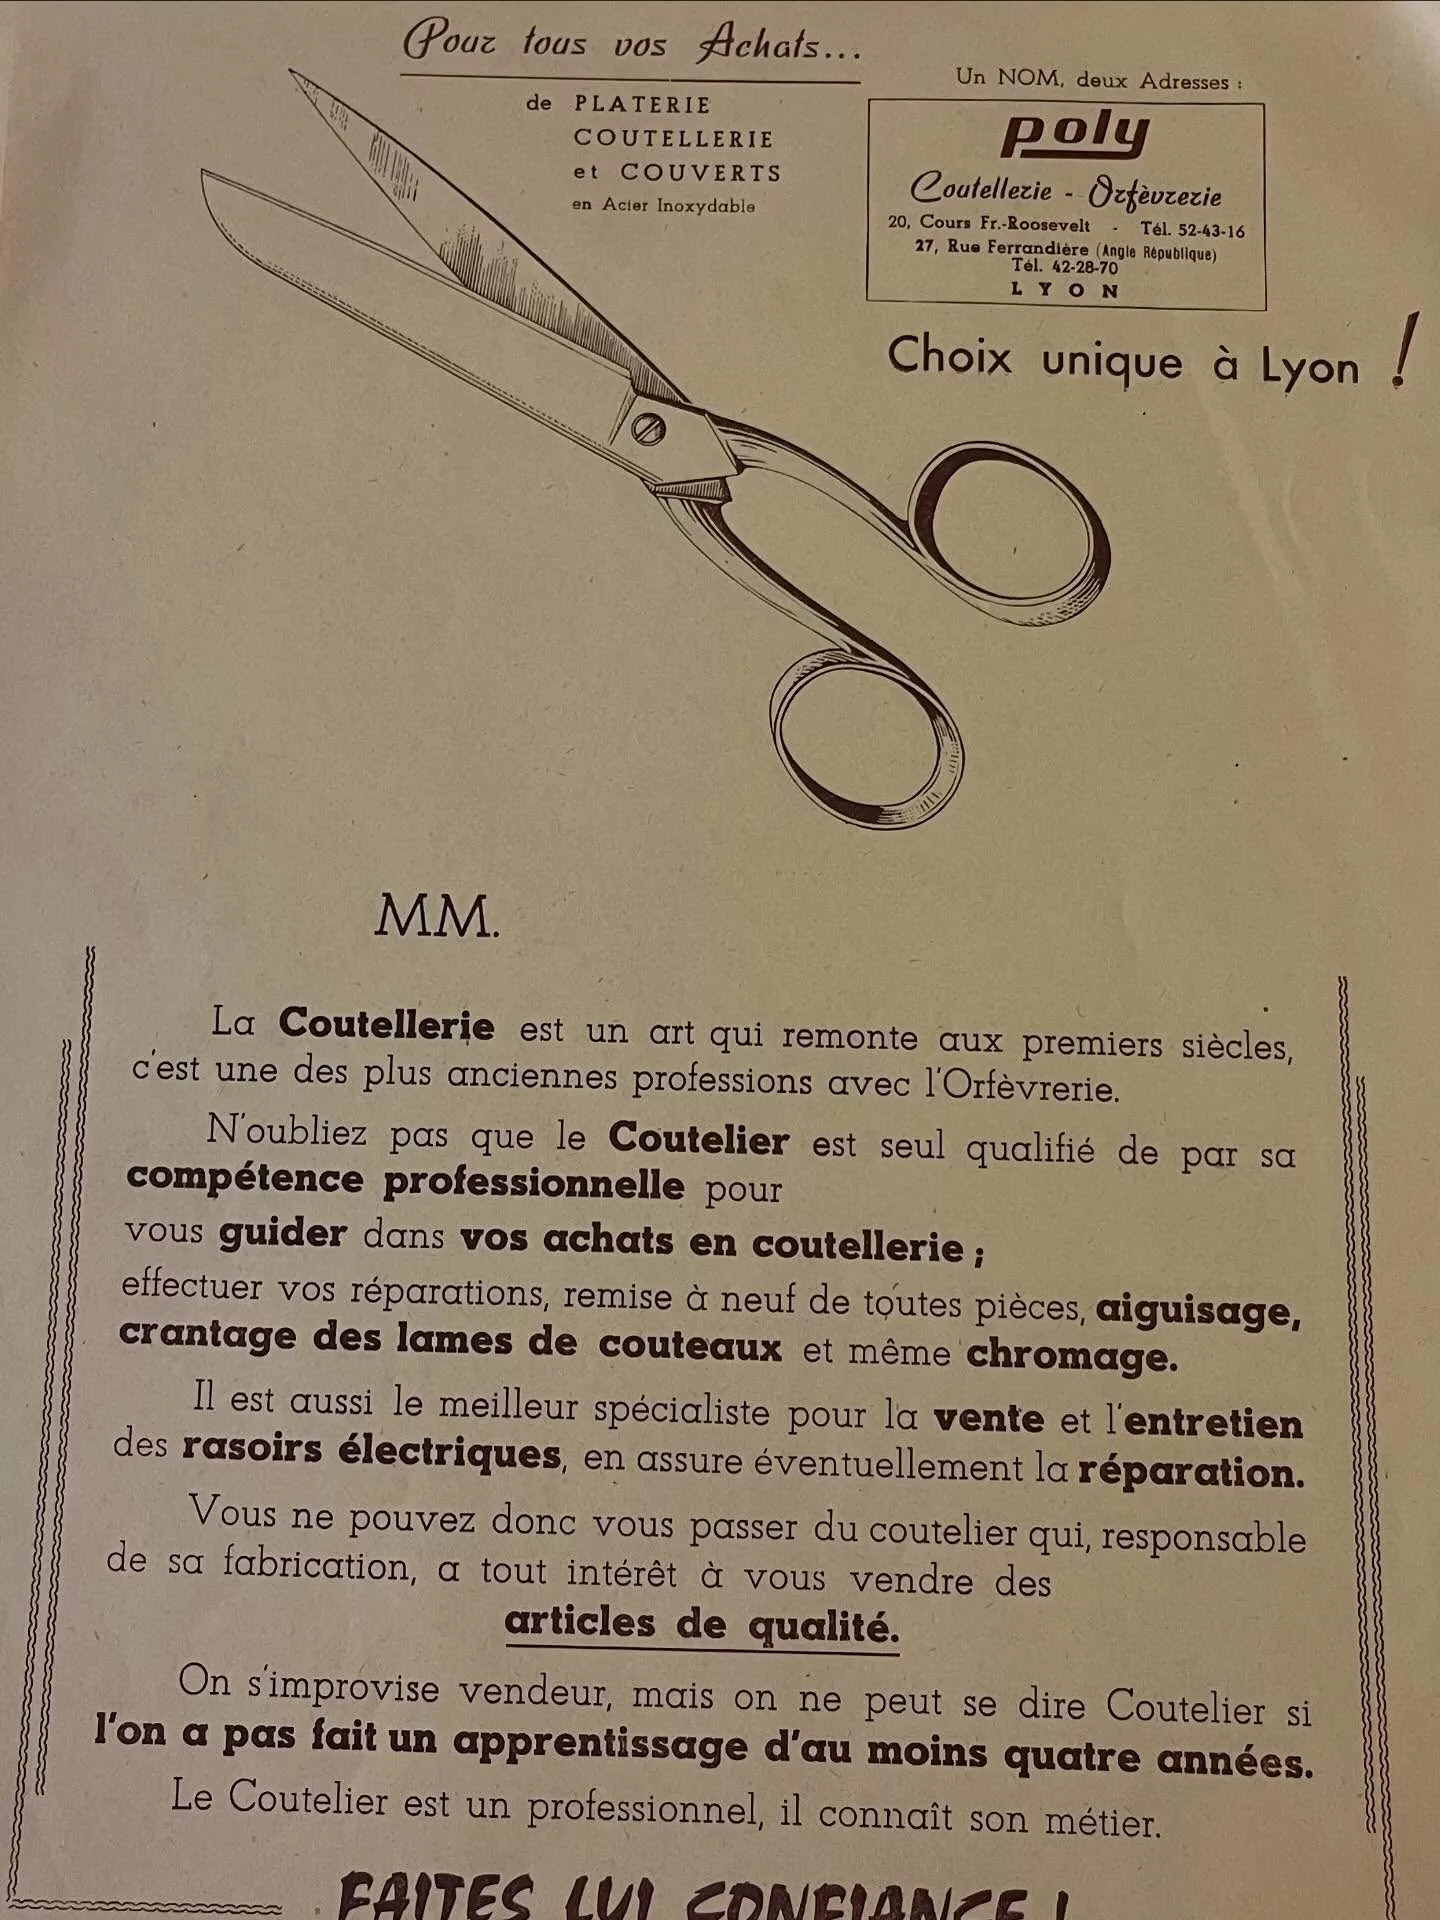 Pour tous vos Achats...
de PLATERIE
COUTELLERIE
et COUVERTS
en Acier Inoxydable
Un NOM, deux Adresses :
poly
Coutellerie - Orfèvrerie
20, Cours Fr.-Roosevelt - Tél. 52-43-16
27, Rue Ferrandière (Angle République)
Tél. 42-28-70
LYON
Choix unique à Lyon !
MM.
La Coutellerie est un art qui remonte aux premiers siècles,
c'est une des plus anciennes professions avec l'Orfèvrerie.
N'oubliez pas que le Coutelier est seul qualifié de par sa
compétence professionnelle pour
vous guider dans vos achats en coutellerie ;
effectuer vos réparations, remise à neuf de toutes pièces, aiguisage,
crantage des lames de couteaux et même chromage.
Il est aussi le meilleur spécialiste pour la vente et l'entretien
des rasoirs électriques, en assure éventuellement la réparation.
Vous ne pouvez donc vous passer du coutelier qui, responsable
de sa fabrication, a tout intérêt à vous vendre des
articles de qualité.
On s'improvise vendeur, mais on ne peut se dire Coutelier si
l'on a pas fait un apprentissage d'au moins quatre années.
Le Coutelier est un professionnel, il connaît son métier.
FAITES LUI CONFIANCE !